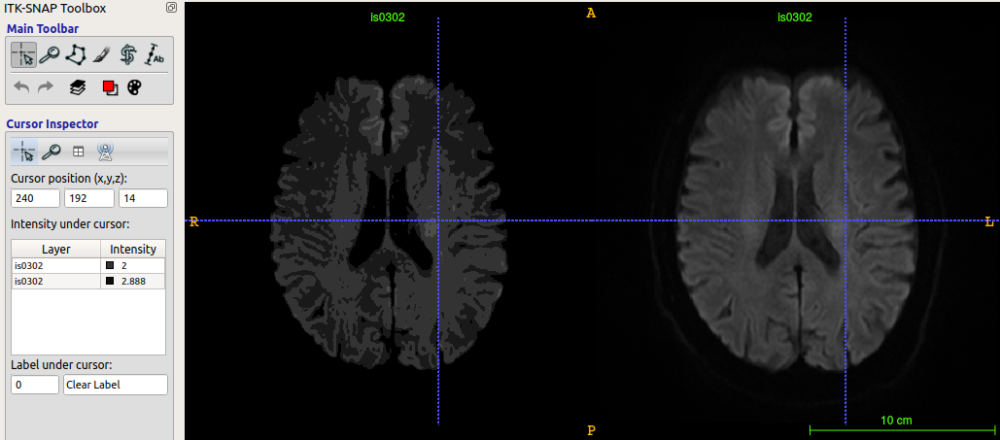 ITK-SNAP Toolbox
Main Toolbar
Ab
Cursor Inspector
Cursor position (x,y,z):
240 192 14
Intensity under cursor:
Layer Intensity
is0302 2
is0302 2.888
Label under cursor:
0 Clear Label
is0302 A is0302
R L
P 10 cm